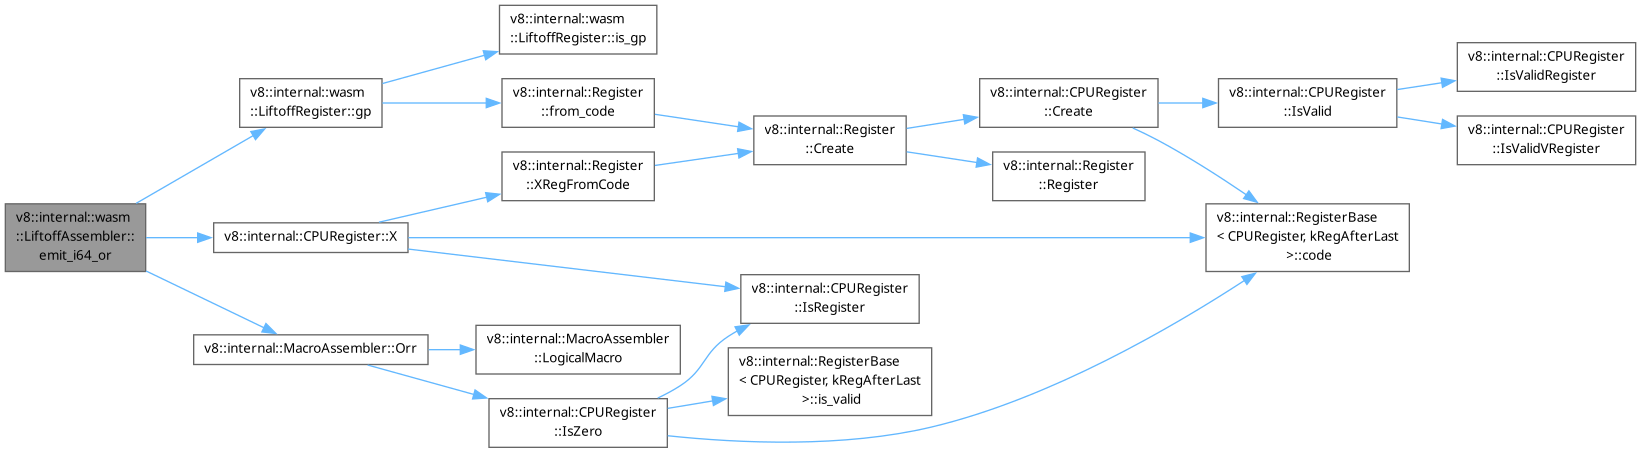 v8::internal::wasm
::LiftoffAssembler::
emit_i64_or
v8::internal::wasm
::LiftoffRegister::gp
v8::internal::CPURegister::X
v8::internal::MacroAssembler::Orr
v8::internal::wasm
::LiftoffRegister::is_gp
v8::internal::Register
::from_code
v8::internal::Register
::XRegFromCode
v8::internal::MacroAssembler
::LogicalMacro
v8::internal::CPURegister
::IsZero
v8::internal::Register
::Create
v8::internal::CPURegister
::IsRegister
v8::internal::RegisterBase
< CPURegister, kRegAfterLast
>::is_valid
v8::internal::CPURegister
::Create
v8::internal::Register
::Register
v8::internal::CPURegister
::IsValid
v8::internal::RegisterBase
< CPURegister, kRegAfterLast
>::code
v8::internal::CPURegister
::IsValidRegister
v8::internal::CPURegister
::IsValidVRegister